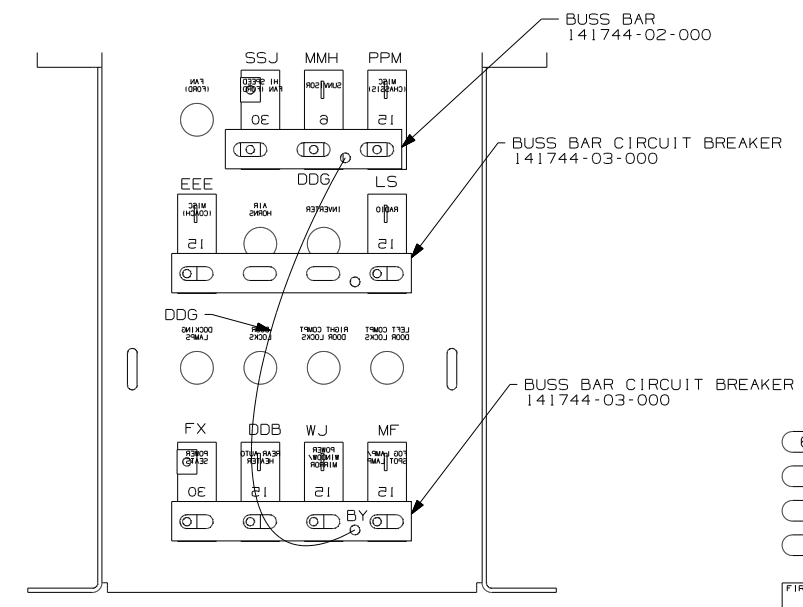 BUSS BAR
141744-02-000
SSJ MMH PPM
FAN
(FORD)
HI SPEED
FAN (FORD)
SUNVISOR
MISC
(CHASSIS)
30 6 15
BUSS BAR CIRCUIT BREAKER
141744-03-000
DDG
EEE LS
MISC
(COACH)
AIR
HORNS
INVERTER
RADIO
15 15
DDG
DOCKING
LAMPS
DOOR
LOCKS
RIGHT COMPT
DOOR LOCKS
LEFT COMPT
DOOR LOCKS
BUSS BAR CIRCUIT BREAKER
141744-03-000
FX DDB WJ MF
POWER
SEATS
REAR AUTO
HEATER
POWER
WINDOW/
MIRROR
FOG LAMP/
SPOT LAMP
30 15 15 15
BY